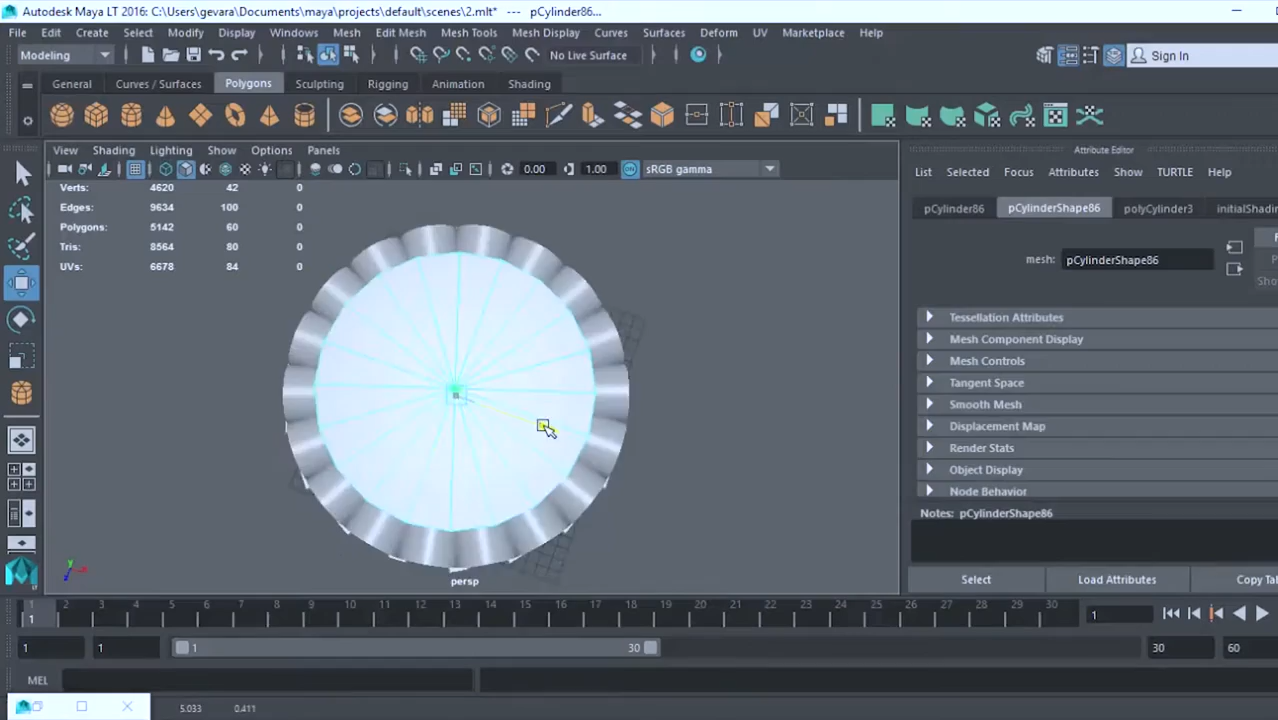 Autodesk Maya LT 2016: C:\Users\gevara\Documents\maya\projects\default\scenes\2.mlt* --- pCylinder86...
File Edit Create Select Modify Display Windows Mesh Edit Mesh Mesh Tools Mesh Display Curves Surfaces Deform UV Marketplace Help
Modeling No Live Surface Sign In
General Curves / Surfaces Polygons Sculpting Rigging Animation Shading
View Shading Lighting Show Options Panels
0.00 1.00 sRGB gamma
Verts: 4620 42 0
Edges: 9634 100 0
Polygons: 5142 60 0
Tris: 8564 80 0
UVs: 6678 84 0
persp
Attribute Editor
List Selected Focus Attributes Show TURTLE Help
pCylinder86 pCylinderShape86 polyCylinder3 initialShadin
mesh: pCylinderShape86
Sho
Tessellation Attributes
Mesh Component Display
Mesh Controls
Tangent Space
Smooth Mesh
Displacement Map
Render Stats
Object Display
Node Behavior
Notes: pCylinderShape86
Select Load Attributes Copy Tal
1 2 3 4 5 6 7 8 9 10 11 12 13 14 15 16 17 18 19 20 21 22 23 24 25 26 27 28 29 30
1 1
1 1 1 30 30 60
MEL
5.033 0.411